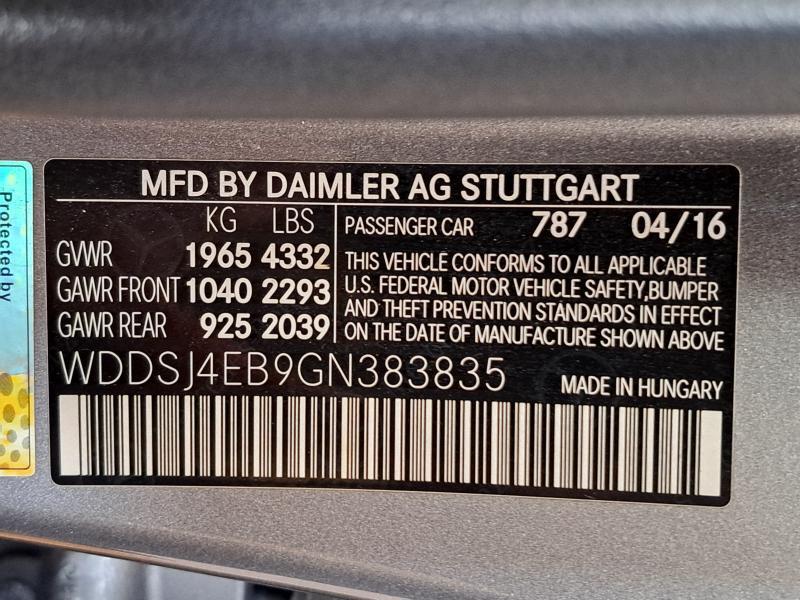 Protected by
MFD BY DAIMLER AG STUTTGART
KG LBS
GVWR 1965 4332
GAWR FRONT 1040 2293
GAWR REAR 925 2039
PASSENGER CAR 787 04/16
THIS VEHICLE CONFORMS TO ALL APPLICABLE
U.S. FEDERAL MOTOR VEHICLE SAFETY,BUMPER
AND THEFT PREVENTION STANDARDS IN EFFECT
ON THE DATE OF MANUFACTURE SHOWN ABOVE
WDDSJ4EB9GN383835
MADE IN HUNGARY